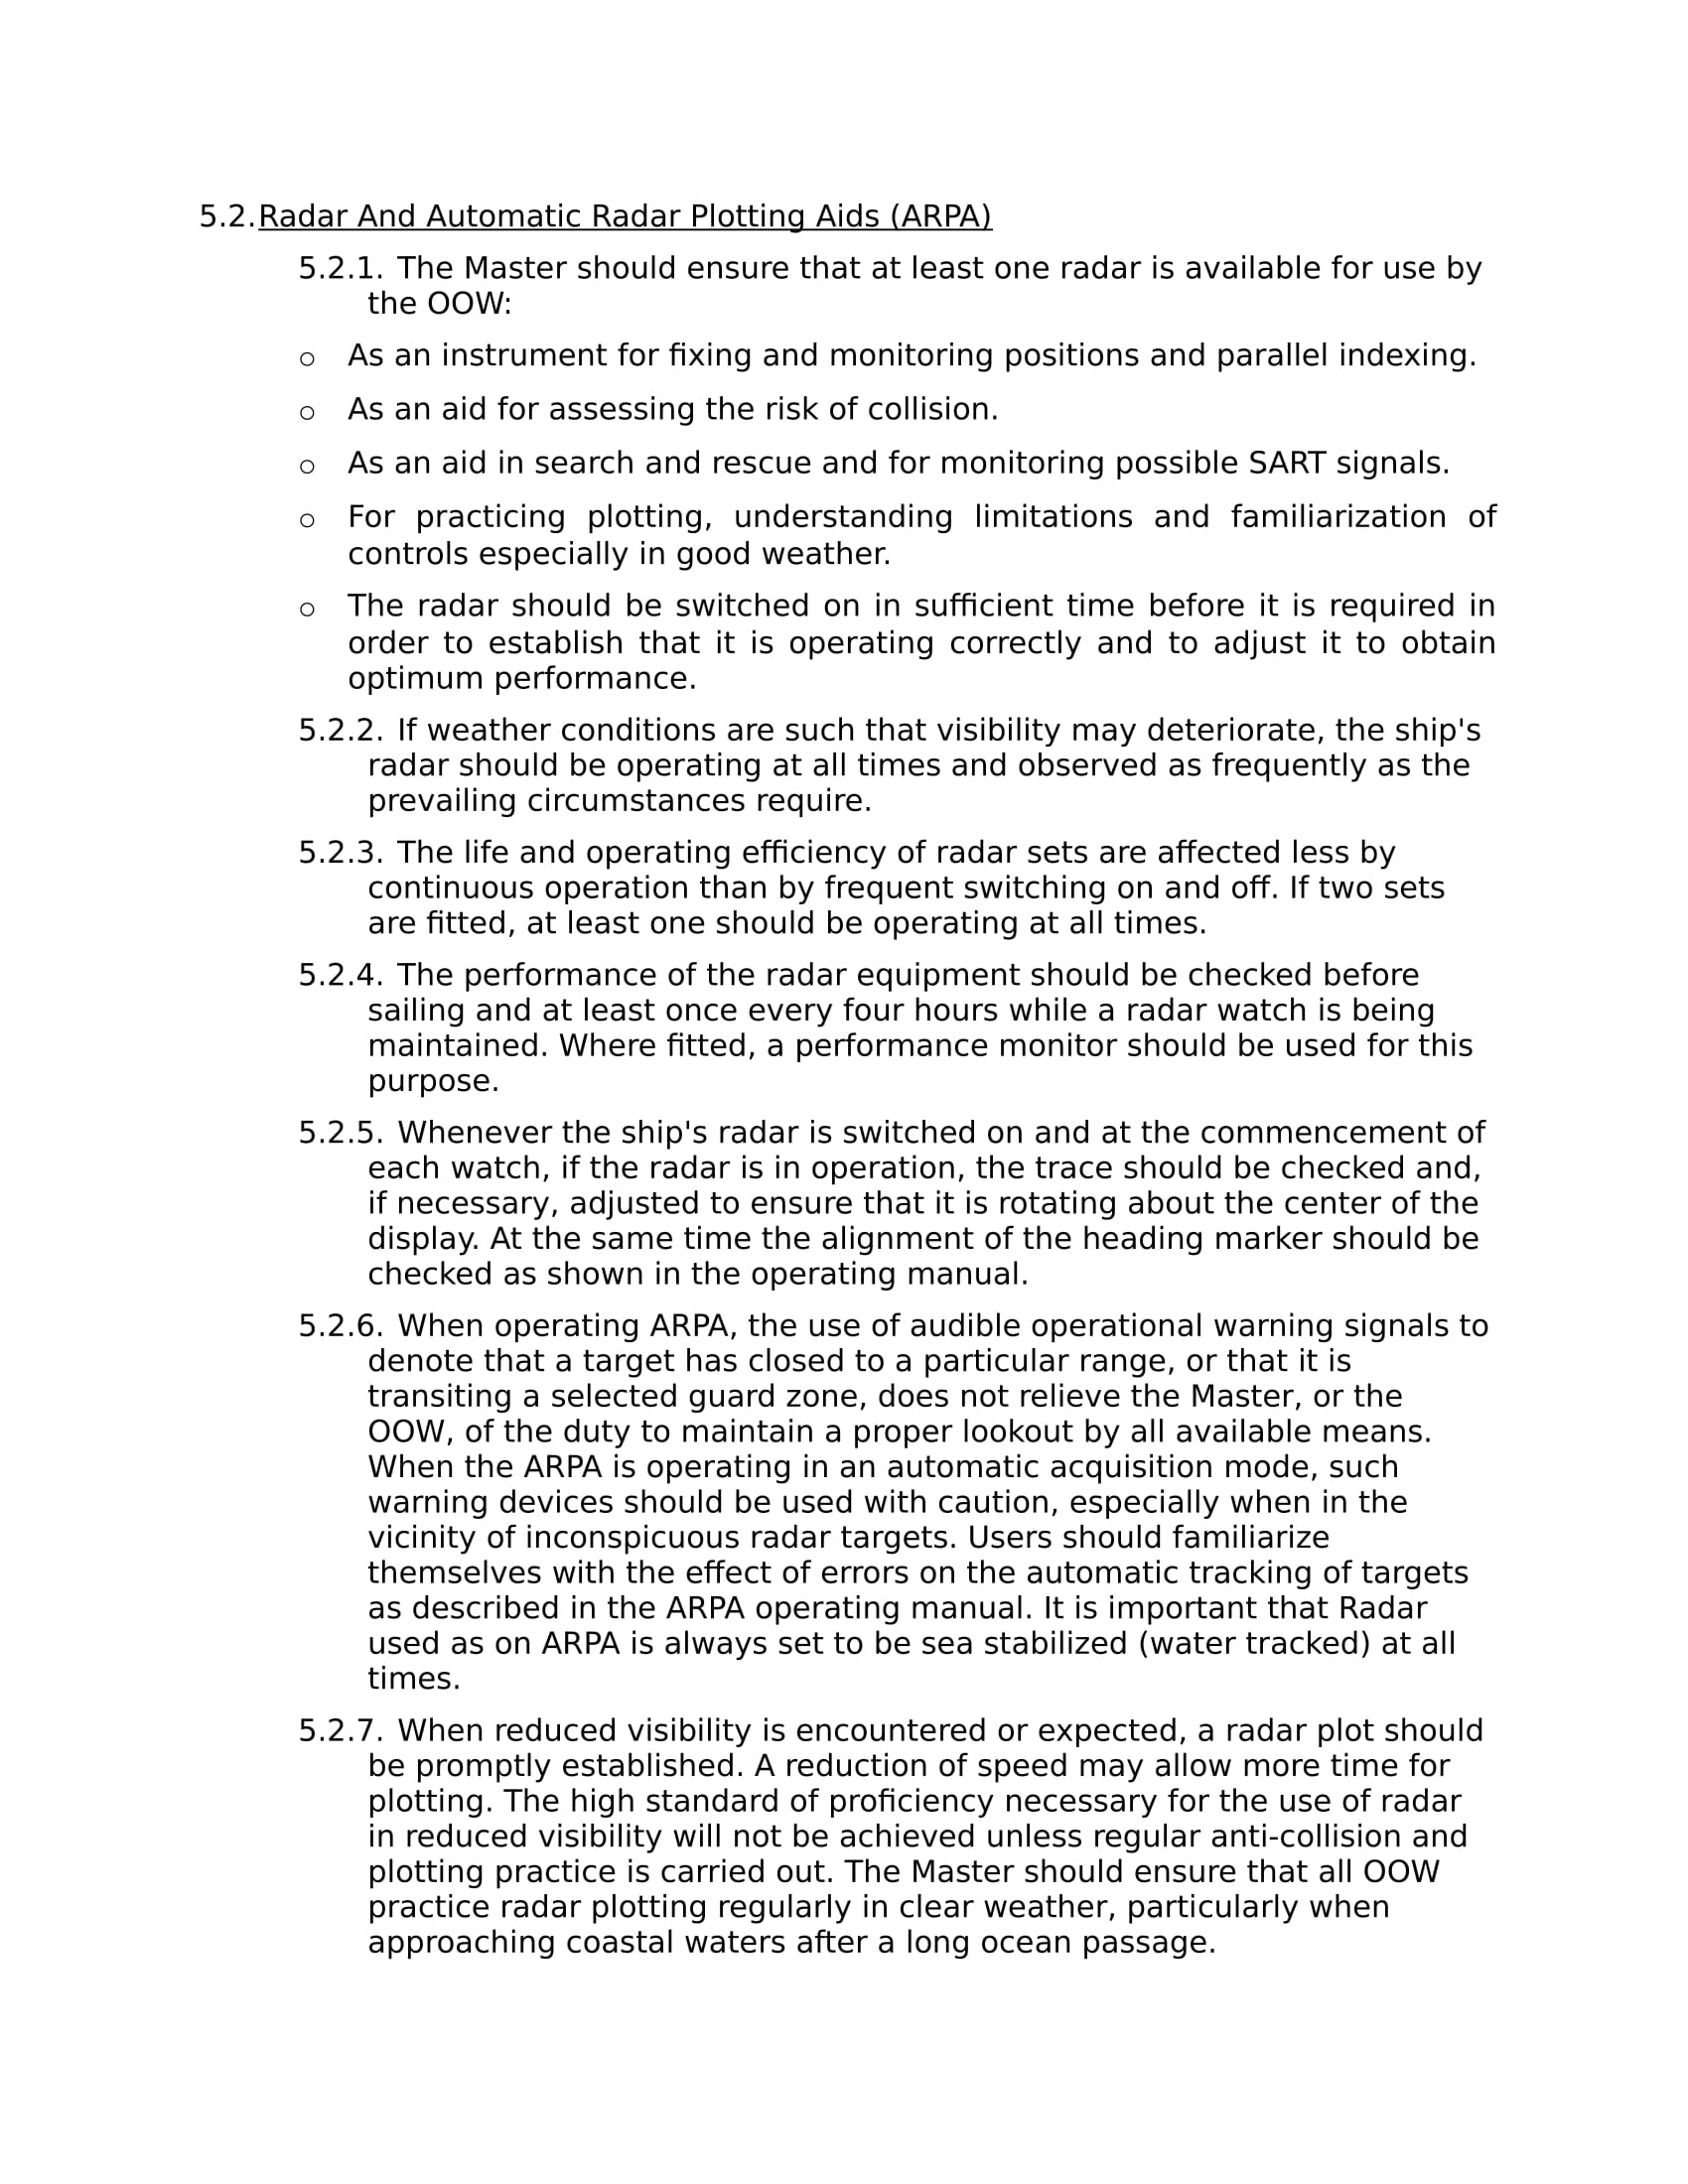 5.2.Radar And Automatic Radar Plotting Aids (ARPA)
5.2.1. The Master should ensure that at least one radar is available for use by
the OOW:
○ As an instrument for fixing and monitoring positions and parallel indexing.
○ As an aid for assessing the risk of collision.
○ As an aid in search and rescue and for monitoring possible SART signals.
○ For practicing plotting, understanding limitations and familiarization of
controls especially in good weather.
○ The radar should be switched on in sufficient time before it is required in
order to establish that it is operating correctly and to adjust it to obtain
optimum performance.
5.2.2. If weather conditions are such that visibility may deteriorate, the ship's
radar should be operating at all times and observed as frequently as the
prevailing circumstances require.
5.2.3. The life and operating efficiency of radar sets are affected less by
continuous operation than by frequent switching on and off. If two sets
are fitted, at least one should be operating at all times.
5.2.4. The performance of the radar equipment should be checked before
sailing and at least once every four hours while a radar watch is being
maintained. Where fitted, a performance monitor should be used for this
purpose.
5.2.5. Whenever the ship's radar is switched on and at the commencement of
each watch, if the radar is in operation, the trace should be checked and,
if necessary, adjusted to ensure that it is rotating about the center of the
display. At the same time the alignment of the heading marker should be
checked as shown in the operating manual.
5.2.6. When operating ARPA, the use of audible operational warning signals to
denote that a target has closed to a particular range, or that it is
transiting a selected guard zone, does not relieve the Master, or the
OOW, of the duty to maintain a proper lookout by all available means.
When the ARPA is operating in an automatic acquisition mode, such
warning devices should be used with caution, especially when in the
vicinity of inconspicuous radar targets. Users should familiarize
themselves with the effect of errors on the automatic tracking of targets
as described in the ARPA operating manual. It is important that Radar
used as on ARPA is always set to be sea stabilized (water tracked) at all
times.
5.2.7. When reduced visibility is encountered or expected, a radar plot should
be promptly established. A reduction of speed may allow more time for
plotting. The high standard of proficiency necessary for the use of radar
in reduced visibility will not be achieved unless regular anti-collision and
plotting practice is carried out. The Master should ensure that all OOW
practice radar plotting regularly in clear weather, particularly when
approaching coastal waters after a long ocean passage.